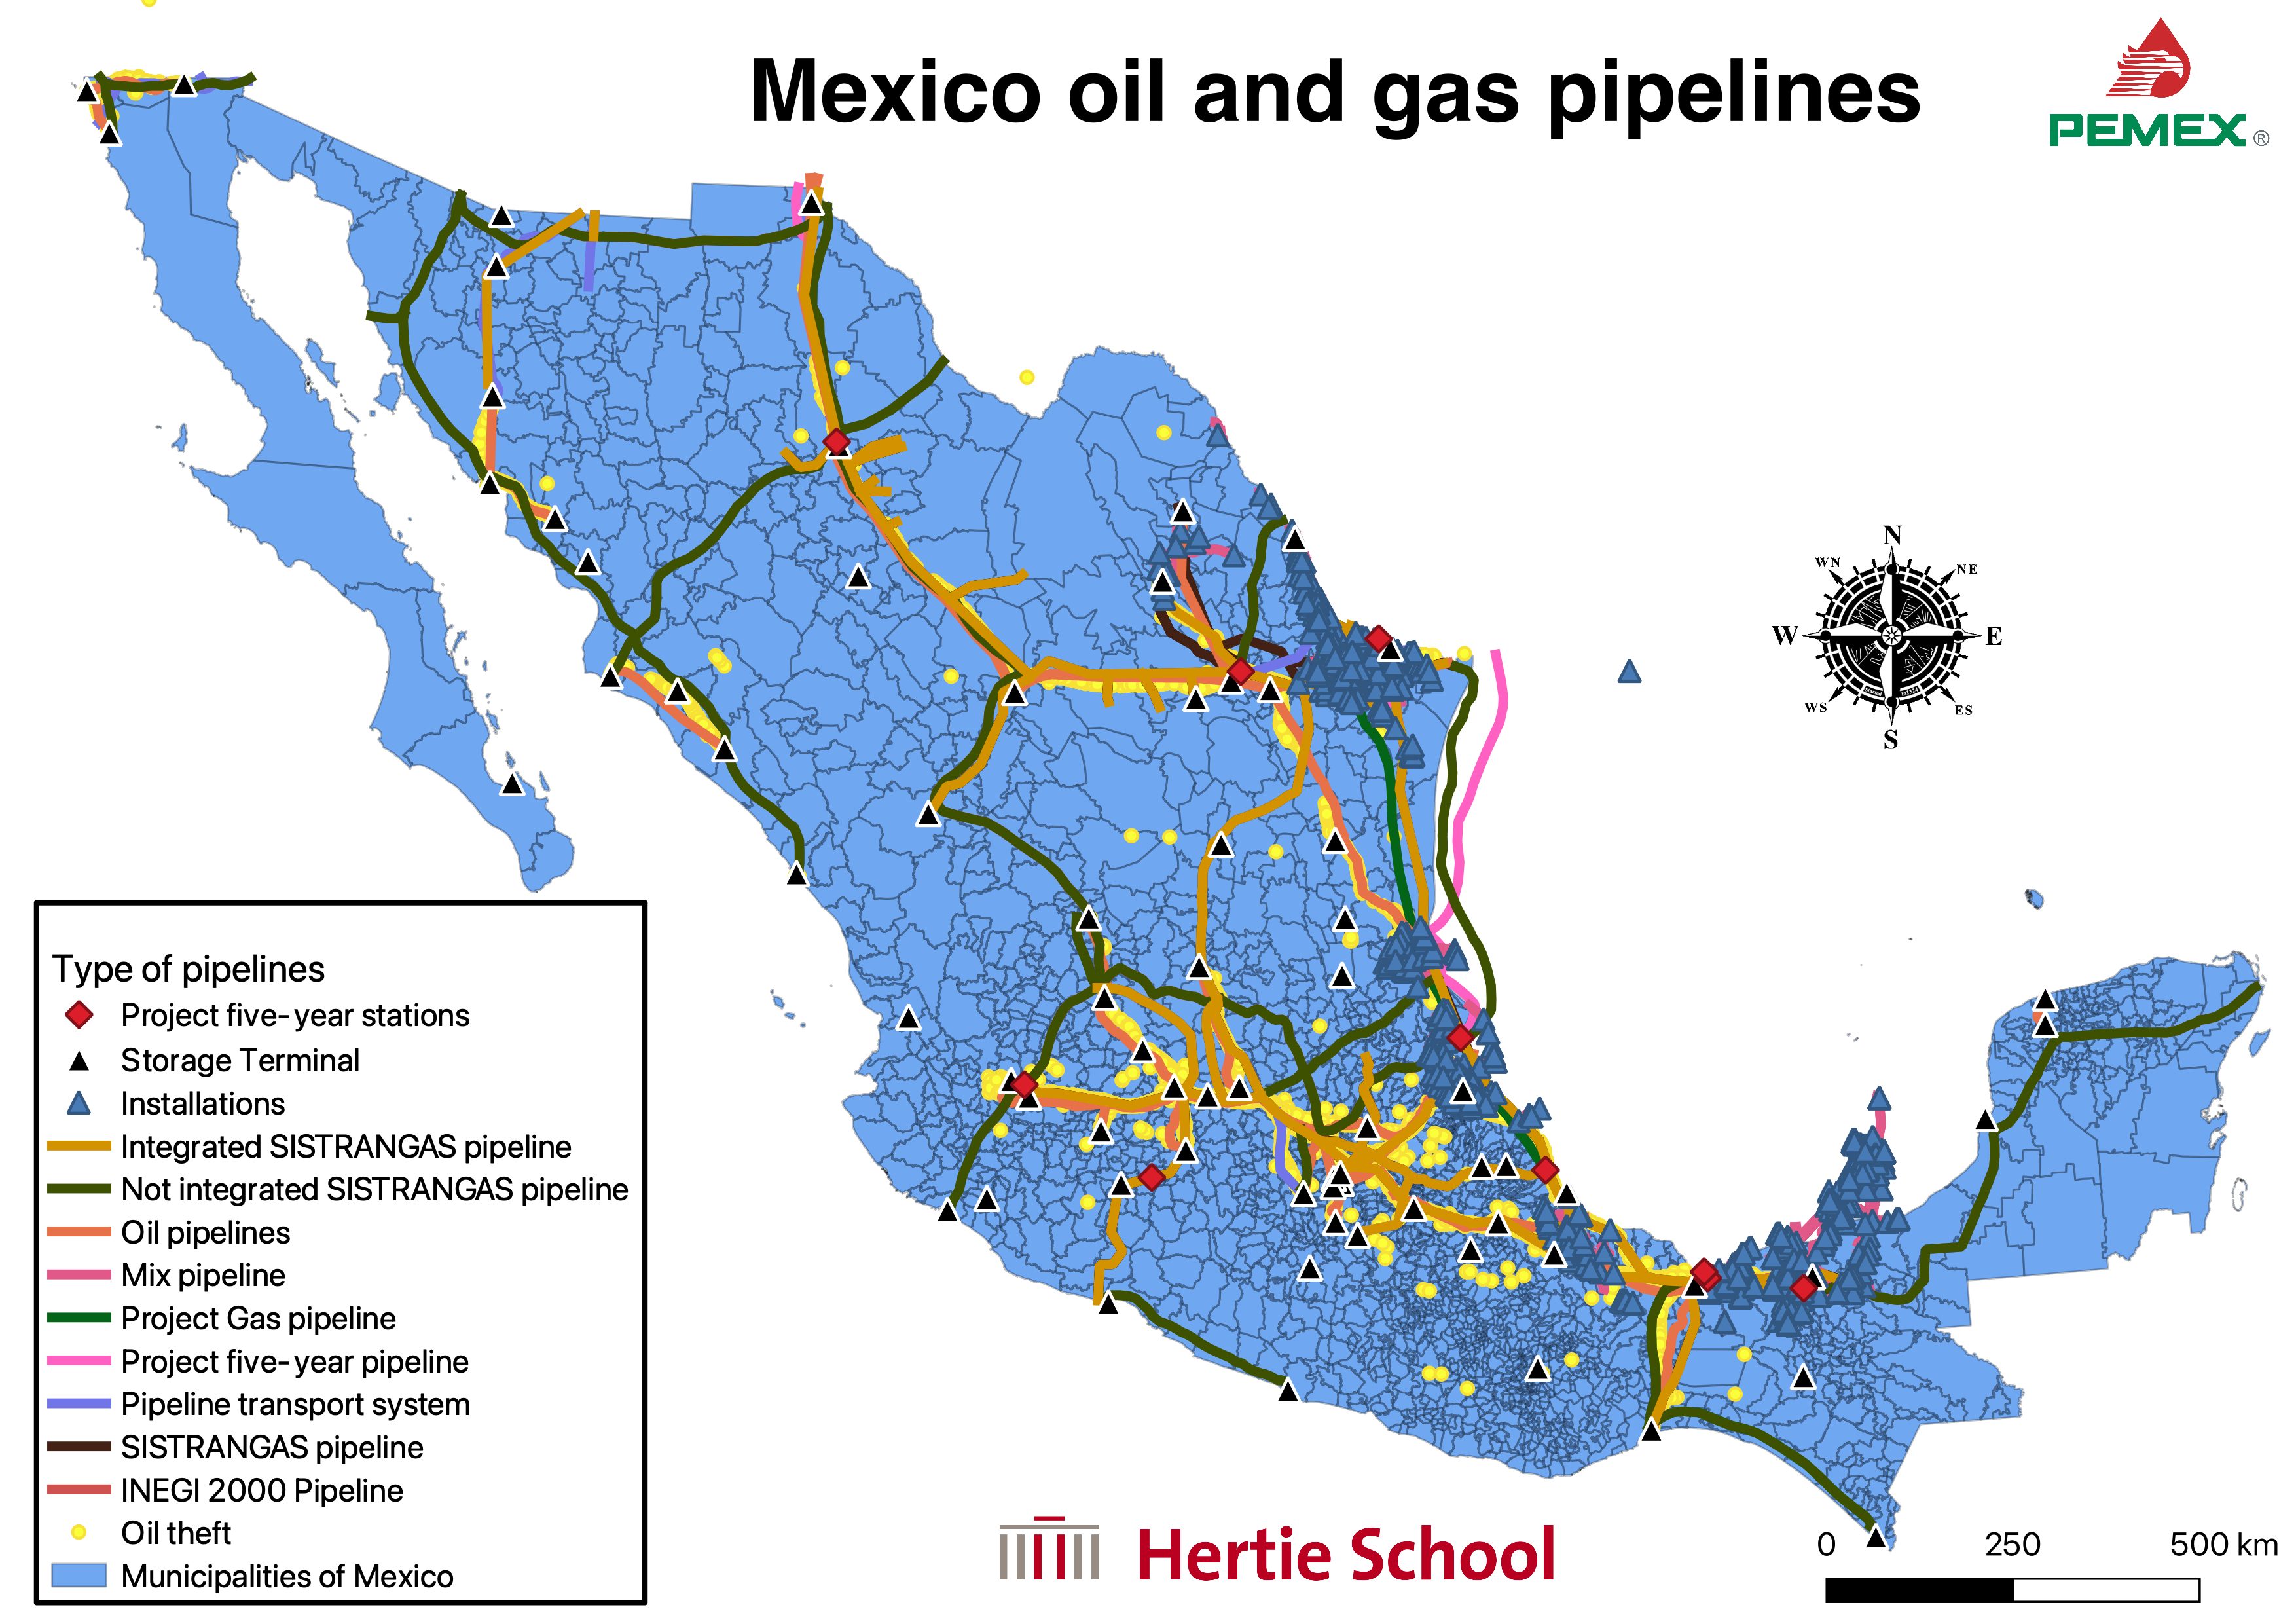 Mexico oil and gas pipelines
PEMEX ®
N
WN
NE
W
E
WS
ES
S
Type of pipelines
Project five-year stations
Storage Terminal
Installations
Integrated SISTRANGAS pipeline
Not integrated SISTRANGAS pipeline
Oil pipelines
Mix pipeline
Project Gas pipeline
Project five-year pipeline
Pipeline transport system
SISTRANGAS pipeline
INEGI 2000 Pipeline
Oil theft
Municipalities of Mexico
Hertie School
0 250 500 km